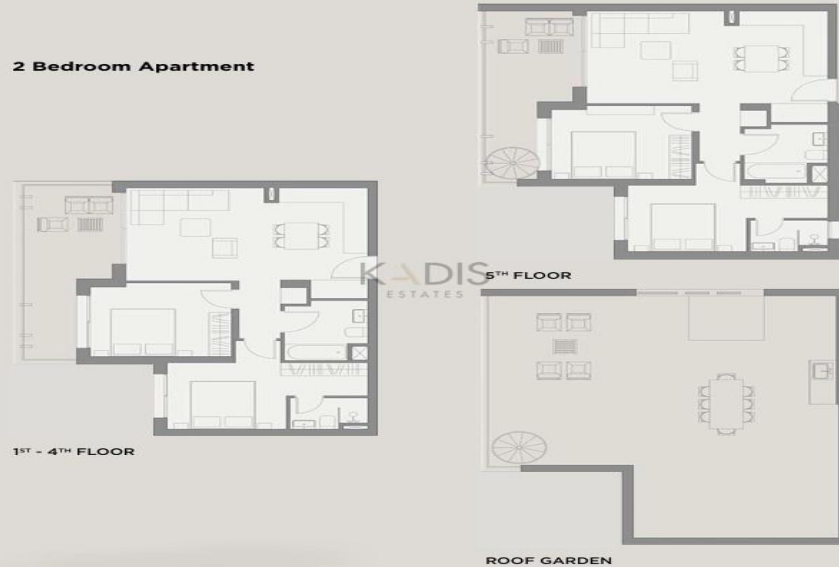 2 Bedroom Apartment
5TH FLOOR
KADIS
ESTATES
1ST - 4TH FLOOR
ROOF GARDEN